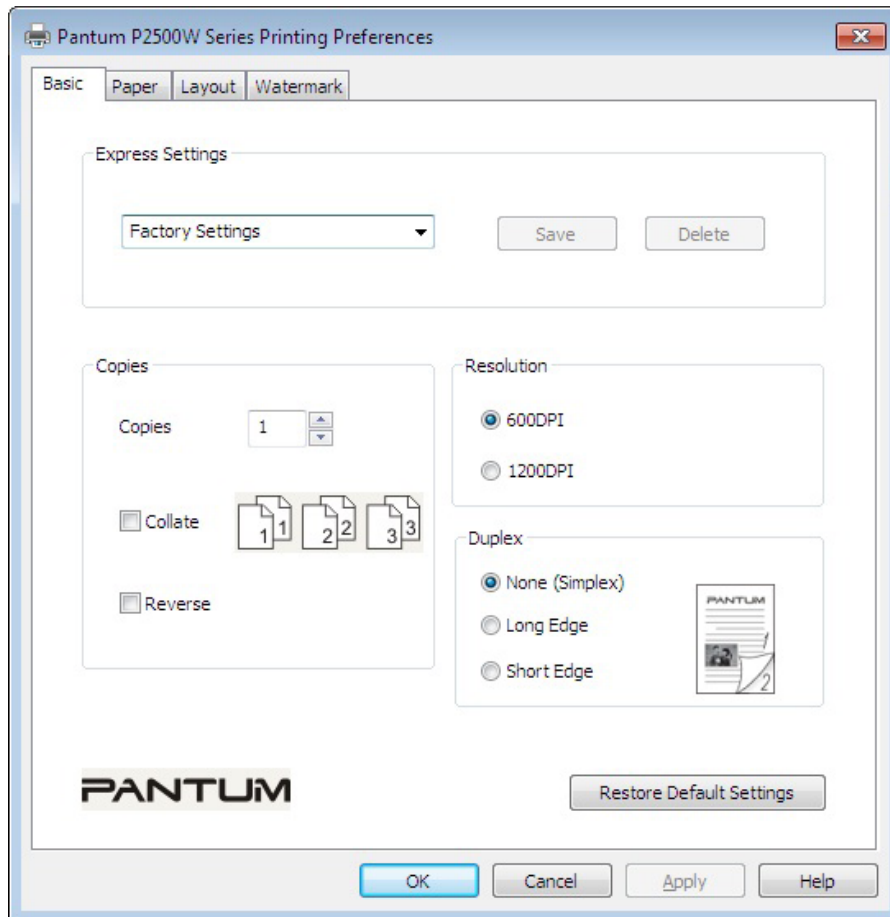 Pantum P2500W Series Printing Preferences
Basic Paper Layout Watermark
Express Settings
Factory Settings Save Delete
Copies
Copies 1
Collate 1 1 2 2 3 3
Reverse
Resolution
600DPI
1200DPI
Duplex
None (Simplex)
Long Edge
Short Edge
PANTUM
1
2
PANTUM
Restore Default Settings
OK Cancel Apply Help